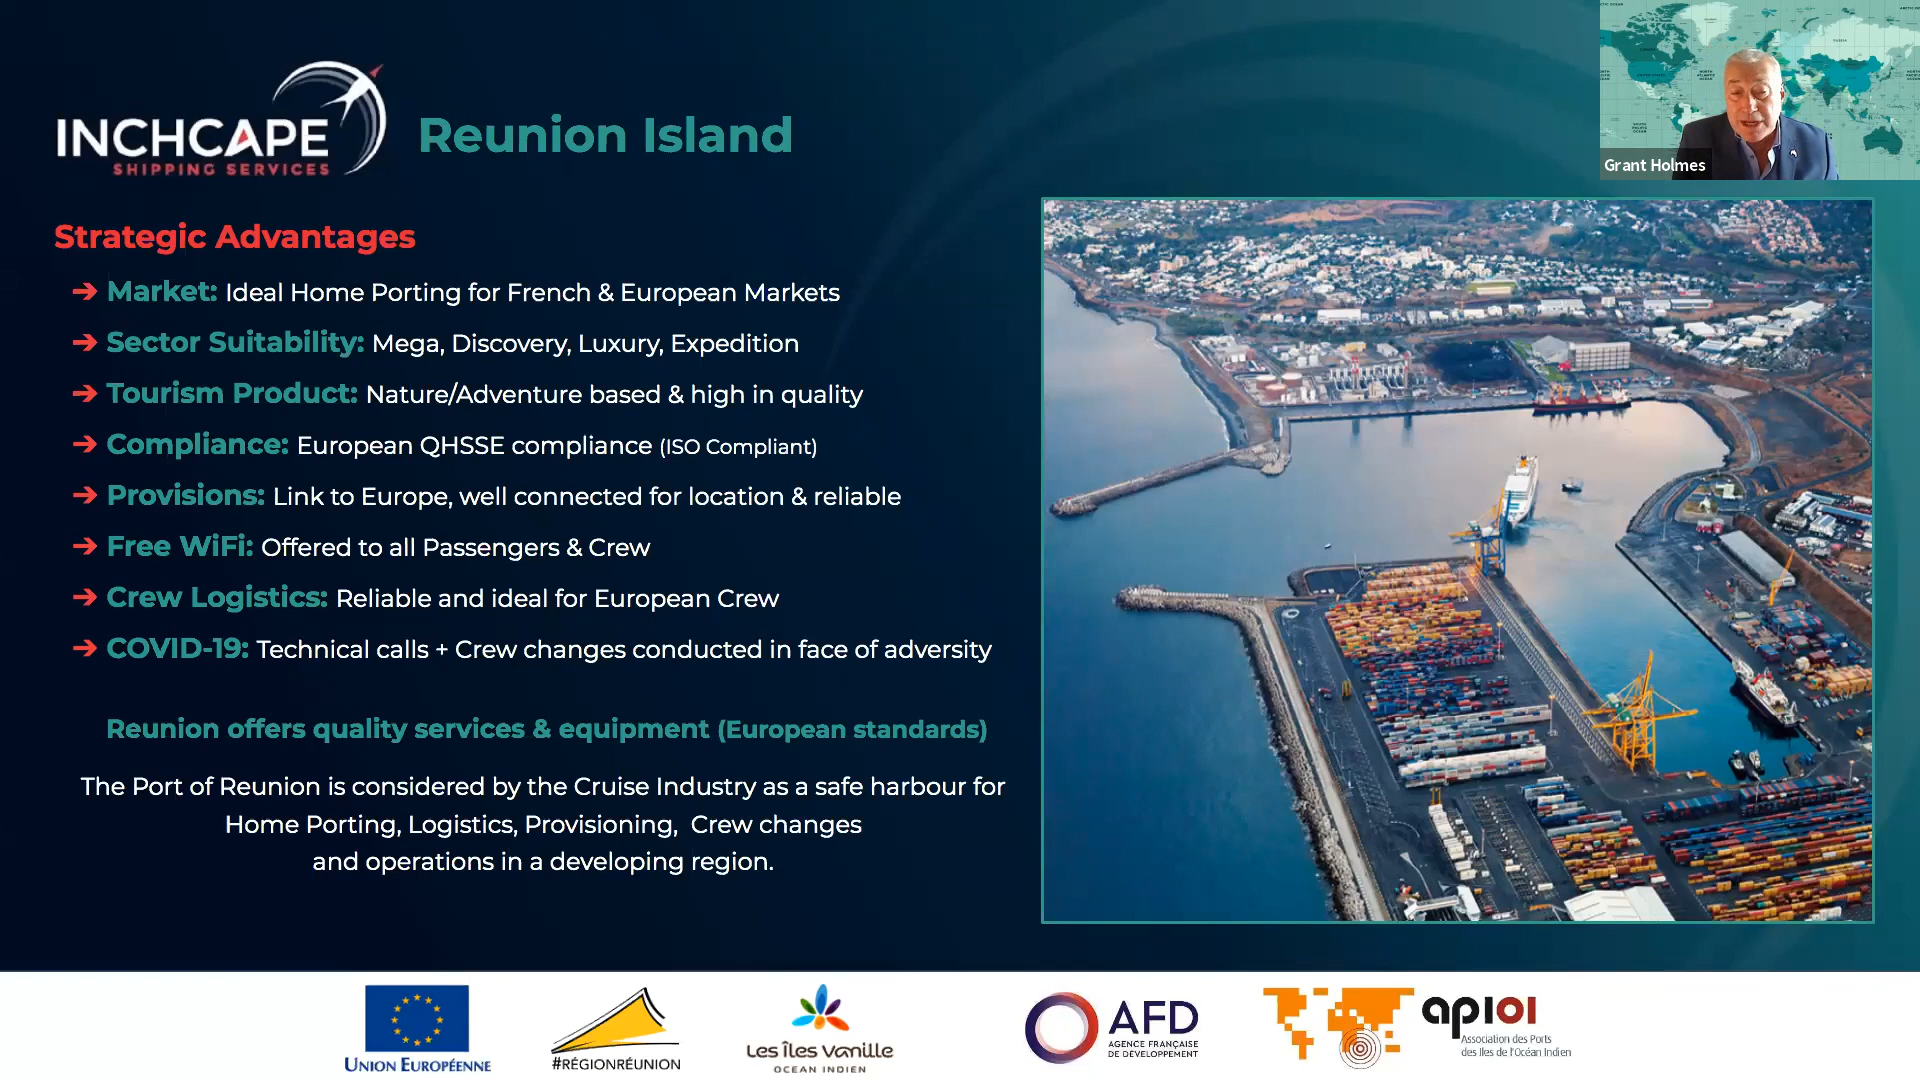 INCHCAPE
SHIPPING SERVICES
Reunion Island
Grant Holmes
Strategic Advantages
➔ Market: Ideal Home Porting for French & European Markets
➔ Sector Suitability: Mega, Discovery, Luxury, Expedition
➔ Tourism Product: Nature/Adventure based & high in quality
➔ Compliance: European QHSSE compliance (ISO Compliant)
➔ Provisions: Link to Europe, well connected for location & reliable
➔ Free WiFi: Offered to all Passengers & Crew
➔ Crew Logistics: Reliable and ideal for European Crew
➔ COVID-19: Technical calls + Crew changes conducted in face of adversity
Reunion offers quality services & equipment (European standards)
The Port of Reunion is considered by the Cruise Industry as a safe harbour for
Home Porting, Logistics, Provisioning, Crew changes
and operations in a developing region.
UNION EUROPÉENNE
#RÉGIONRÉUNION
Les Îles Vanille
OCEAN INDIEN
AFD
AGENCE FRANÇAISE
DE DÉVELOPPEMENT
apioi
Association des Ports
des Iles de l'Océan Indien